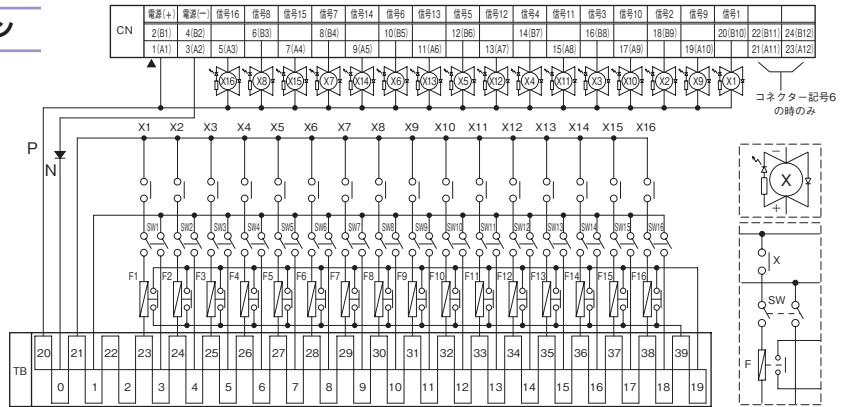 ン
CN
電源(+) 電源(ー) 信号16 信号8 信号15 信号7 信号14 信号6 信号13 信号5 信号12 信号4 信号11 信号3 信号10 信号2 信号9 信号1
2(B1) 4(B2) 6(B3) 8(B4) 10(B5) 12(B6) 14(B7) 16(B8) 18(B9) 20(B10) 22(B11) 24(B12)
1(A1) 3(A2) 5(A3) 7(A4) 9(A5) 11(A6) 13(A7) 15(A8) 17(A9) 19(A10) 21(A11) 23(A12)
X16 X8 X15 X7 X14 X6 X13 X5 X12 X4 X11 X3 X10 X2 X9 X1
コネクター記号6
の時のみ
P
N
X1 X2 X3 X4 X5 X6 X7 X8 X9 X10 X11 X12 X13 X14 X15 X16
SW1 SW2 SW3 SW4 SW5 SW6 SW7 SW8 SW9 SW10 SW11 SW12 SW13 SW14 SW15 SW16
F1 F2 F3 F4 F5 F6 F7 F8 F9 F10 F11 F12 F13 F14 F15 F16
TB
20 21 22 23 24 25 26 27 28 29 30 31 32 33 34 35 36 37 38 39
0 1 2 3 4 5 6 7 8 9 10 11 12 13 14 15 16 17 18 19
−
X
+
X
SW
F